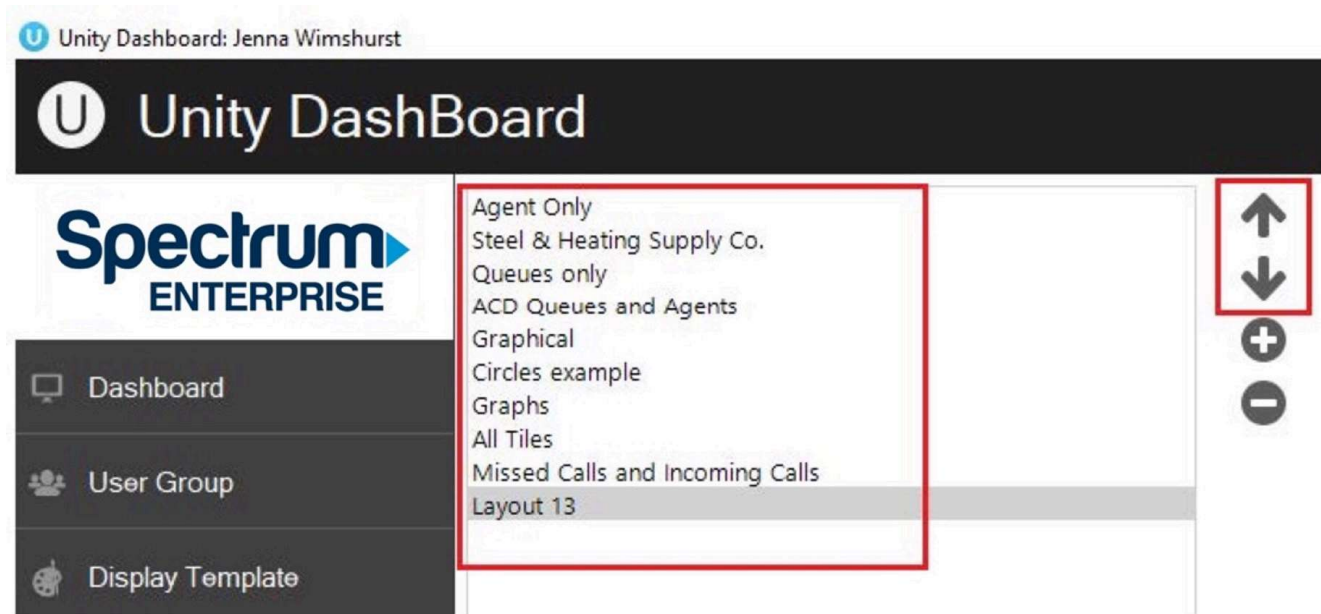 Unity Dashboard: Jenna Wimshurst
U Unity DashBoard
Spectrum
ENTERPRISE
Dashboard
User Group
Display Template
Agent Only
Steel & Heating Supply Co.
Queues only
ACD Queues and Agents
Graphical
Circles example
Graphs
All Tiles
Missed Calls and Incoming Calls
Layout 13